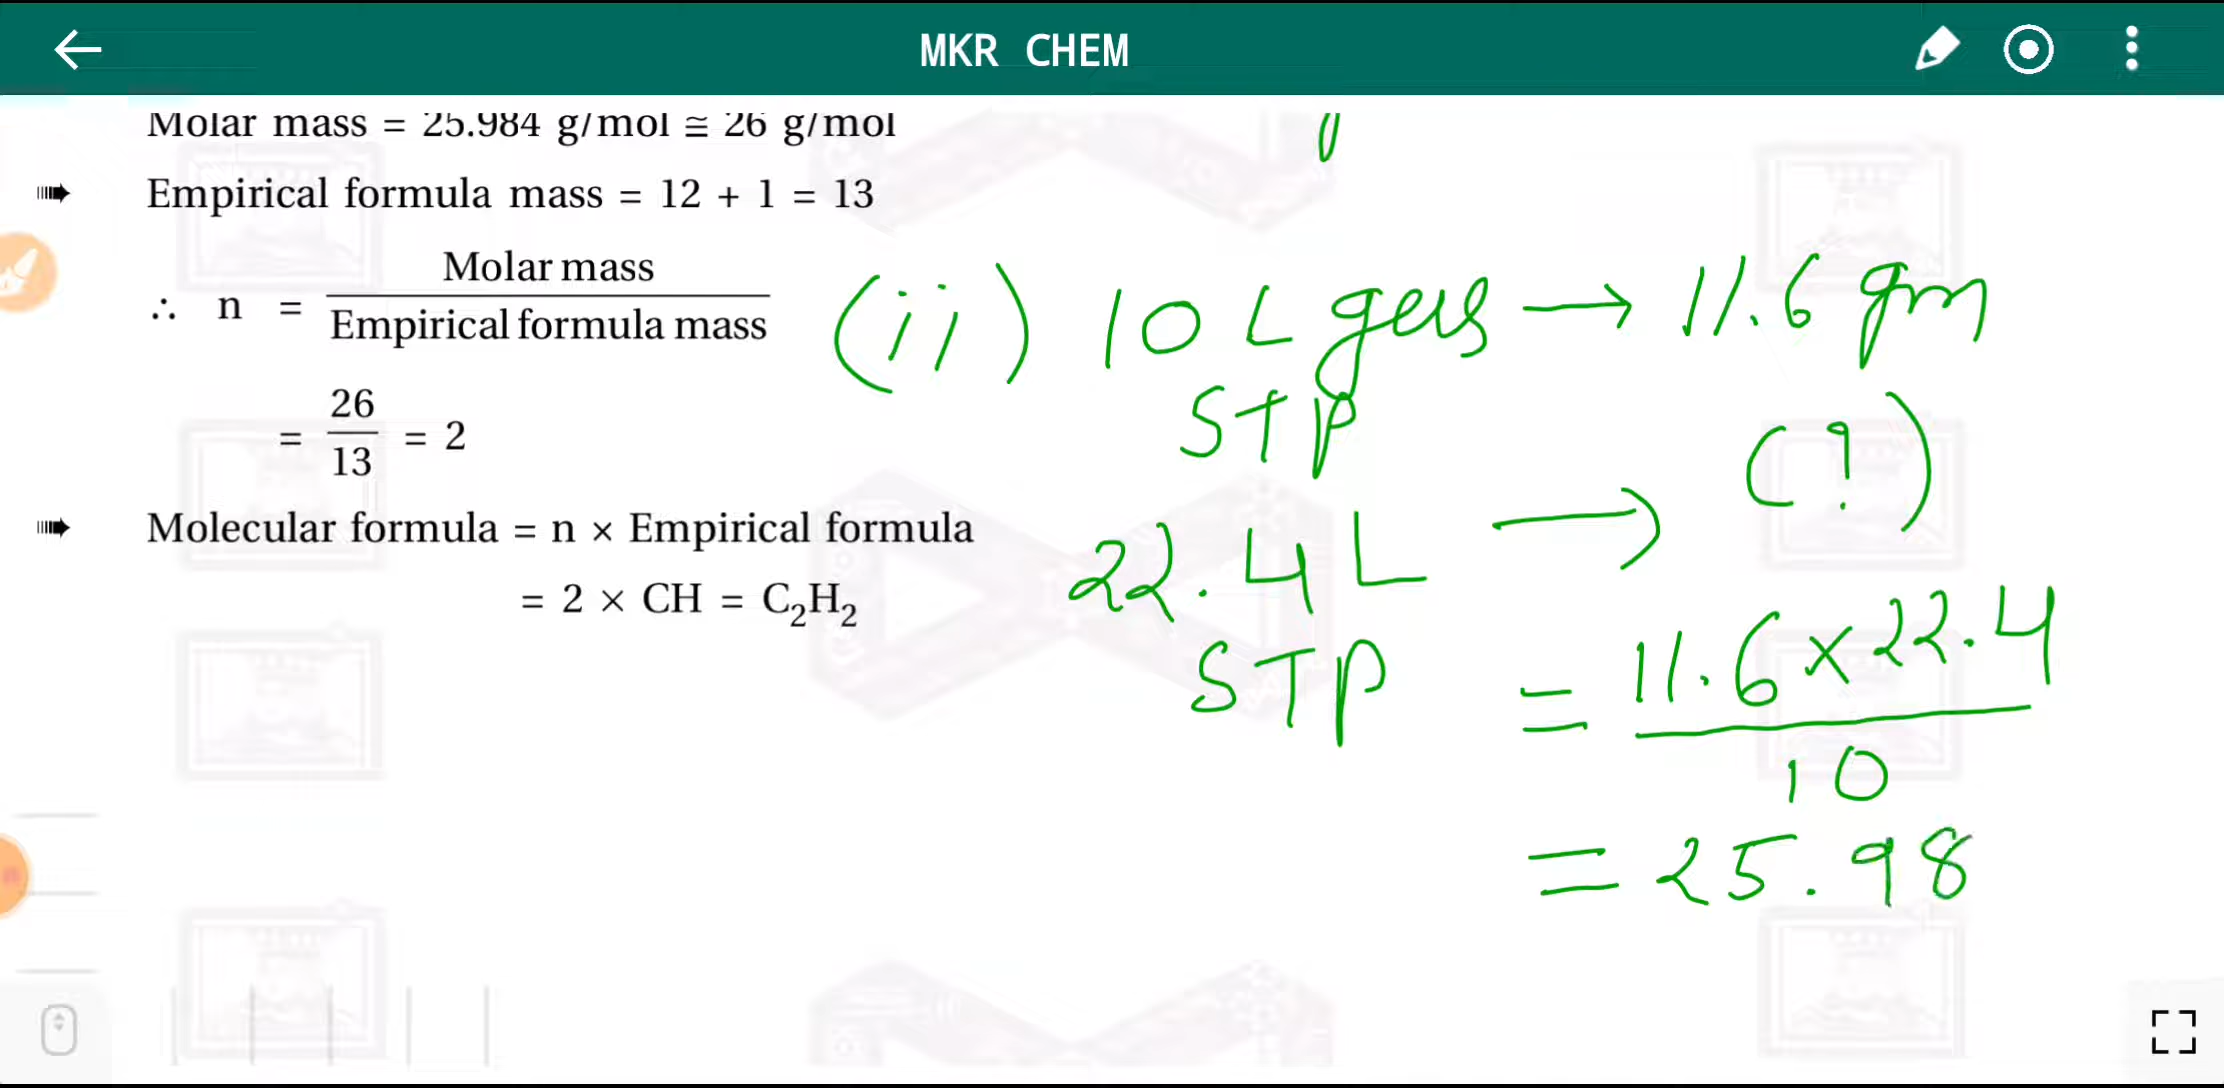 MKR CHEM
Molar mass = 25.984 g/mol ≅ 26 g/mol
Empirical formula mass = 12 + 1 = 13
∴ n = Molar mass
Empirical formula mass
= 26
13 = 2
Molecular formula = n × Empirical formula
= 2 × CH = C₂H₂
(ii) 10 L gas → 11.6 gm
STP
(?)
22.4 L →
STP
= 11.6 × 22.4
10
= 25.98